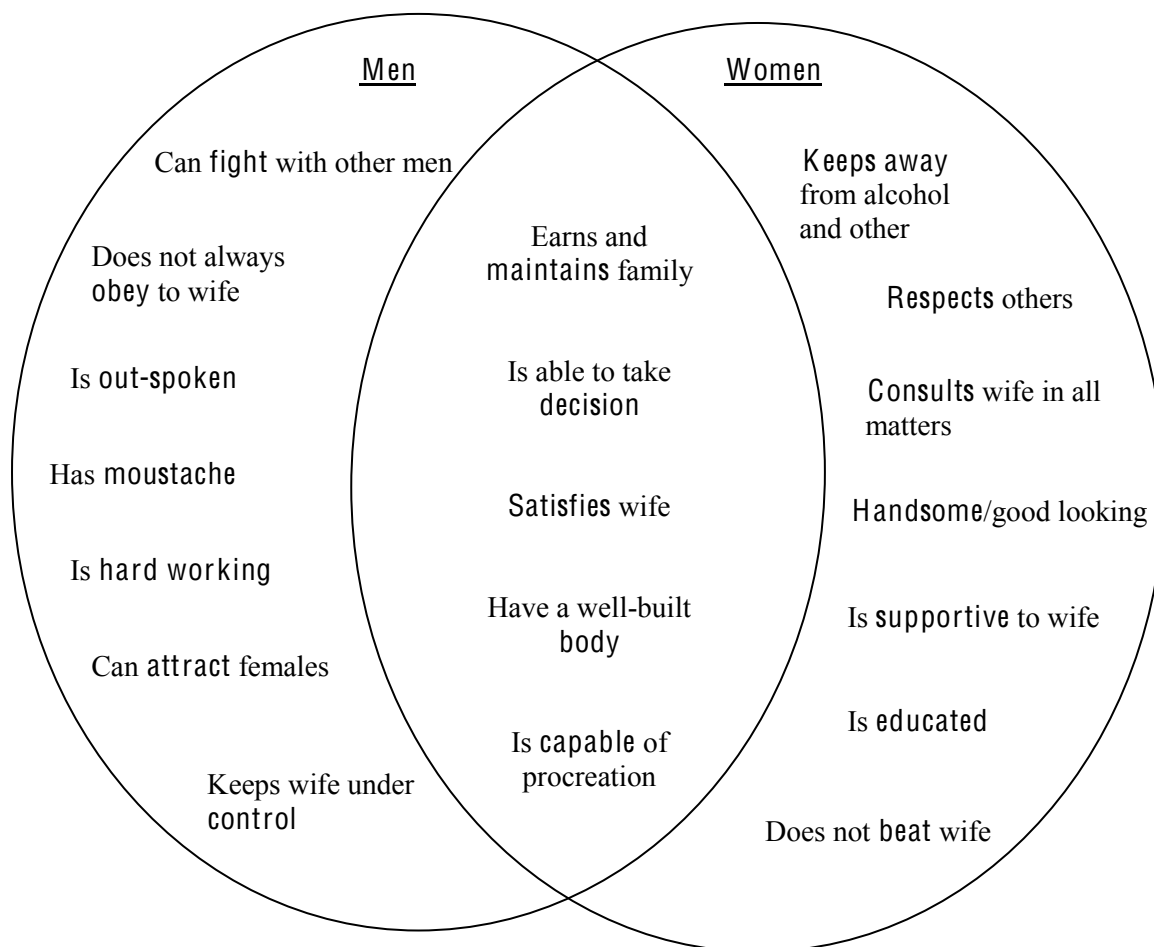 Men
Can fight with other men
Does not always
obey to wife
Is out-spoken
Has moustache
Is hard working
Can attract females
Keeps wife under
control
Earns and
maintains family
Is able to take
decision
Satisfies wife
Have a well-built
body
Is capable of
procreation
Women
Keeps away
from alcohol
and other
Respects others
Consults wife in all
matters
Handsome/good looking
Is supportive to wife
Is educated
Does not beat wife